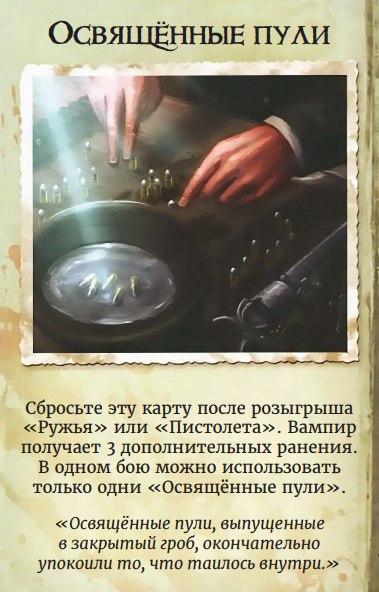 Освящённые пули
Сбросьте эту карту после розыгрыша
«Ружья» или «Пистолета». Вампир
получает 3 дополнительных ранения.
В одном бою можно использовать
только одни «Освящённые пули».
«Освящённые пули, выпущенные
в закрытый гроб, окончательно
упокоили то, что таилось внутри.»